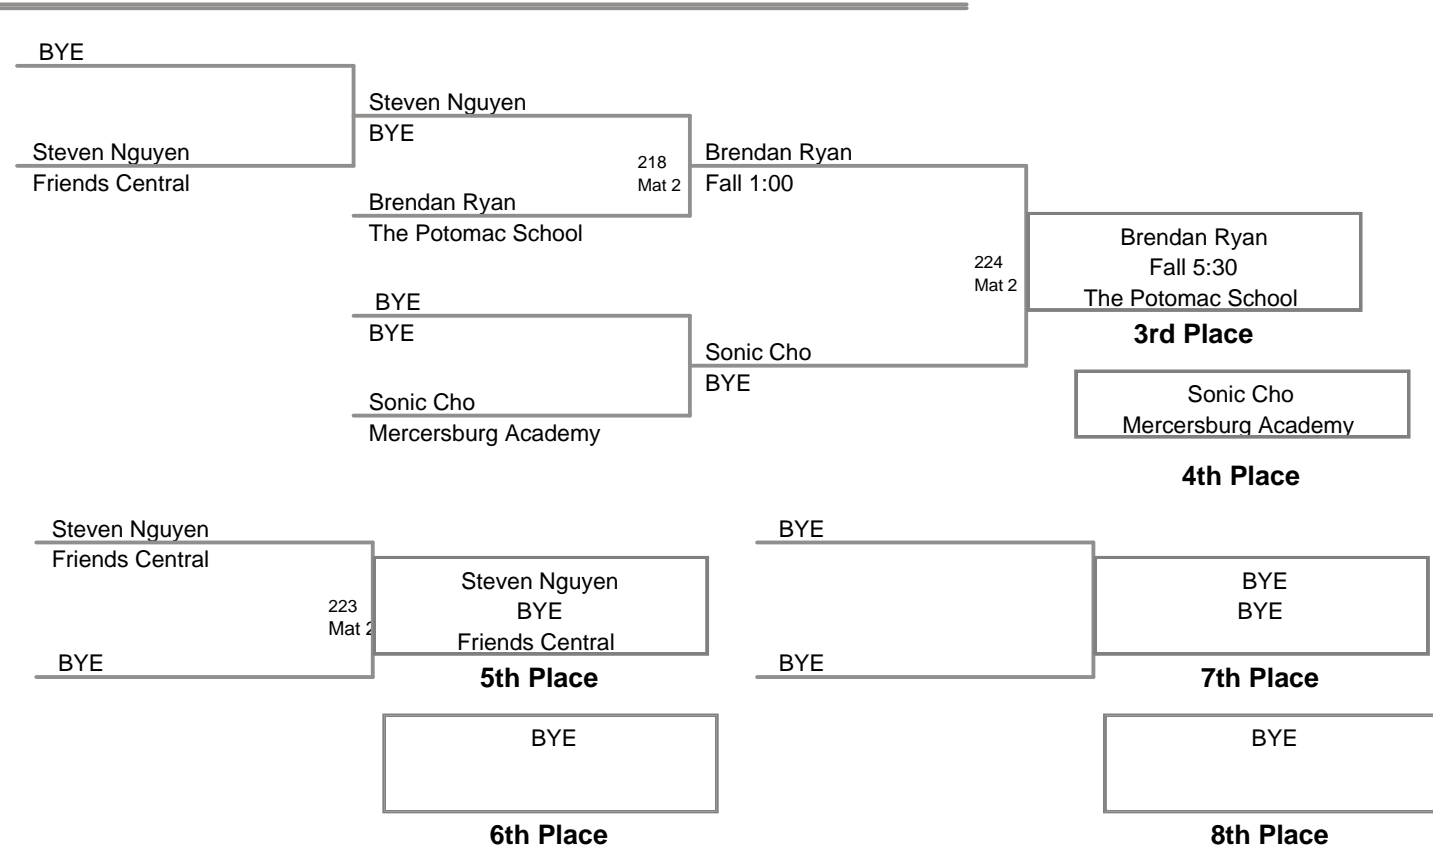 BYE
Steven Nguyen
BYE
Steven Nguyen
Friends Central
218
Mat 2
Brendan Ryan
Fall 1:00
Brendan Ryan
The Potomac School
Brendan Ryan
Fall 5:30
The Potomac School
3rd Place
224
Mat 2
BYE
BYE
Sonic Cho
BYE
Sonic Cho
Mercersburg Academy
Sonic Cho
Mercersburg Academy
4th Place
Steven Nguyen
Friends Central
223
Mat 2
BYE
Steven Nguyen
BYE
Friends Central
5th Place
BYE
6th Place
BYE
BYE
BYE
BYE
7th Place
BYE
8th Place